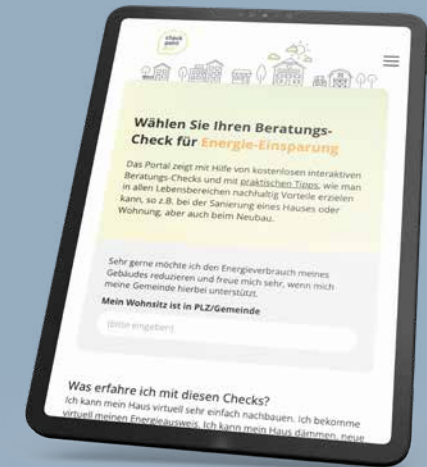 check
point
Wählen Sie Ihren Beratungs-
Check für Energie-Einsparung
Das Portal zeigt mit Hilfe von kostenlosen interaktiven
Beratungs-Checks und mit praktischen Tipps, wie man
in allen Lebensbereichen nachhaltig Vorteile erzielen
kann, so z.B. bei der Sanierung eines Hauses oder
Wohnung, aber auch beim Neubau.
Sehr gerne möchte ich den Energieverbrauch meines
Gebäudes reduzieren und freue mich sehr, wenn mich
meine Gemeinde hierbei unterstützt.
Mein Wohnsitz ist in PLZ/Gemeinde
(Bitte eingeben)
Was erfahre ich mit diesen Checks?
Ich kann mein Haus virtuell sehr einfach nachbauen. Ich bekomme
virtuell meinen Energieausweis. Ich kann mein Haus dämmen, neue